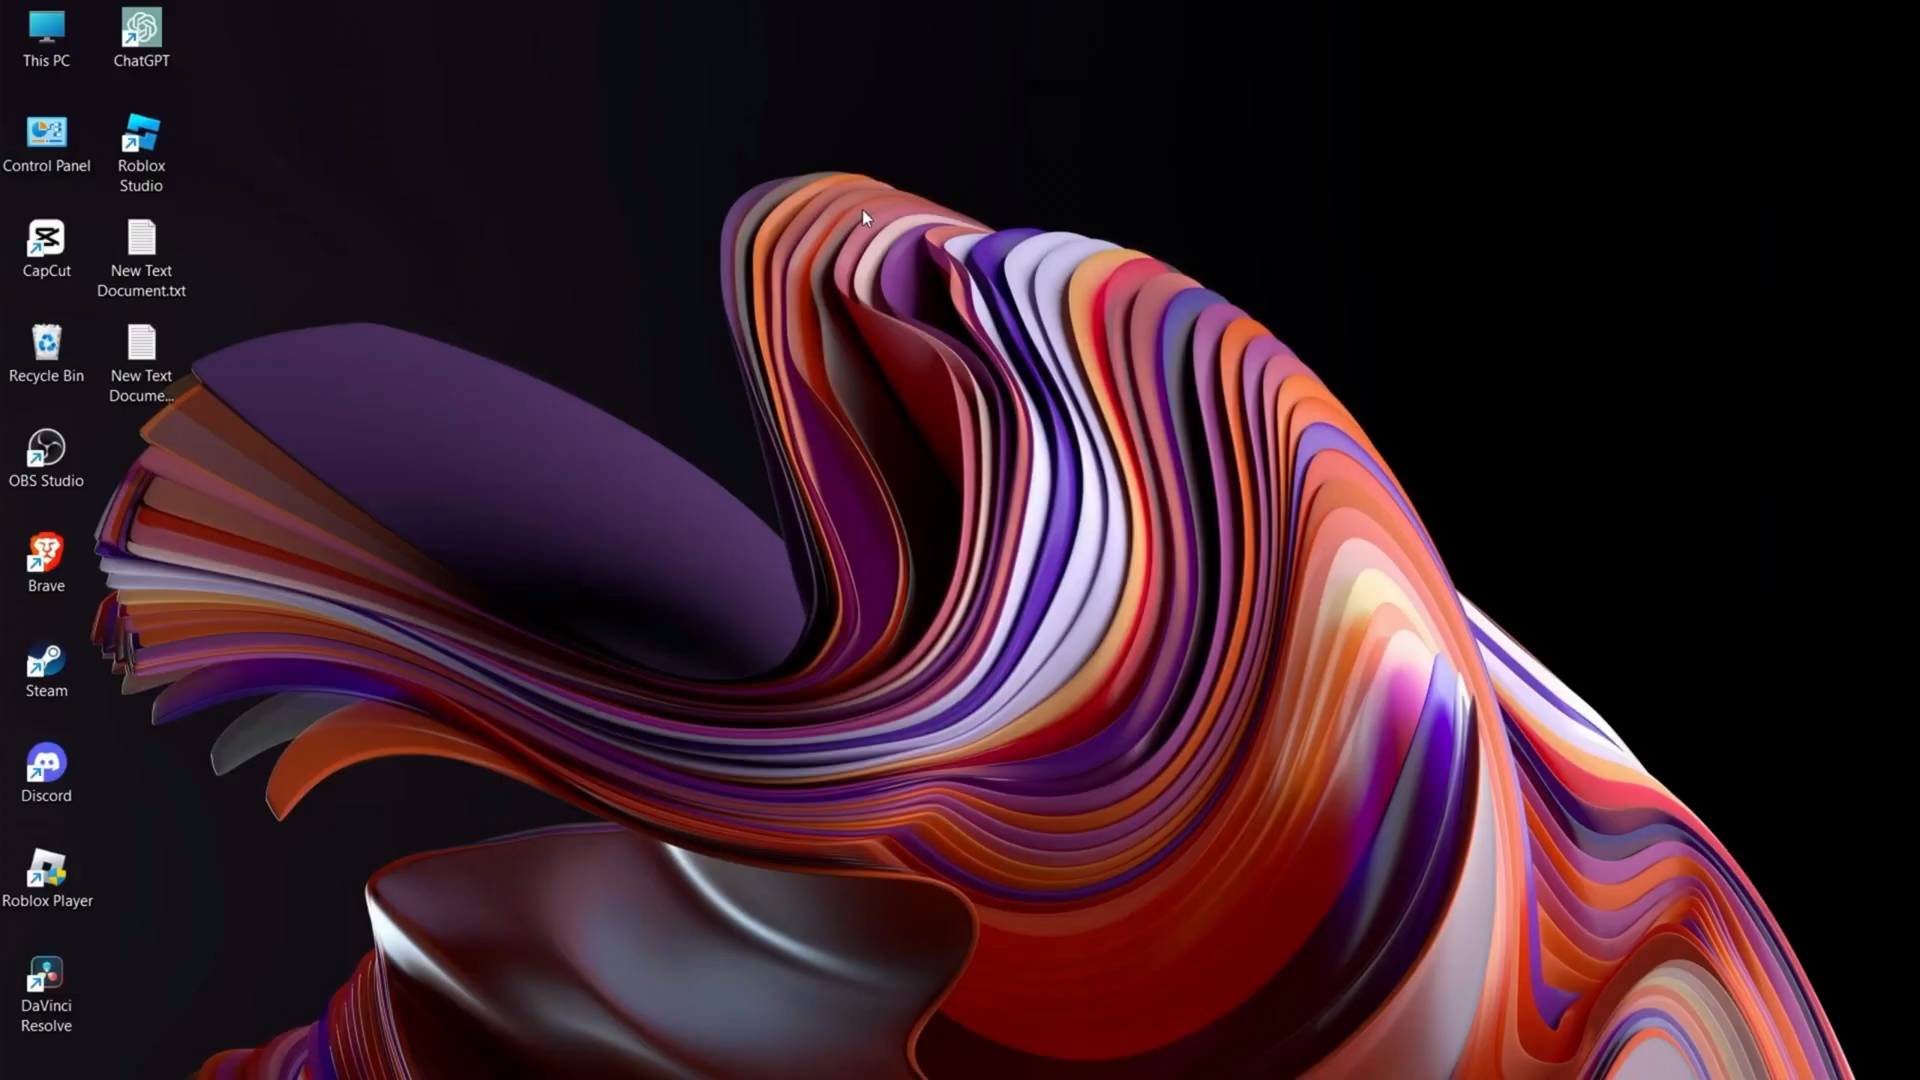 This PC
ChatGPT
Control Panel
Roblox
Studio
CapCut
New Text
Document.txt
Recycle Bin
New Text
Docume...
OBS Studio
Brave
Steam
Discord
Roblox Player
DaVinci
Resolve